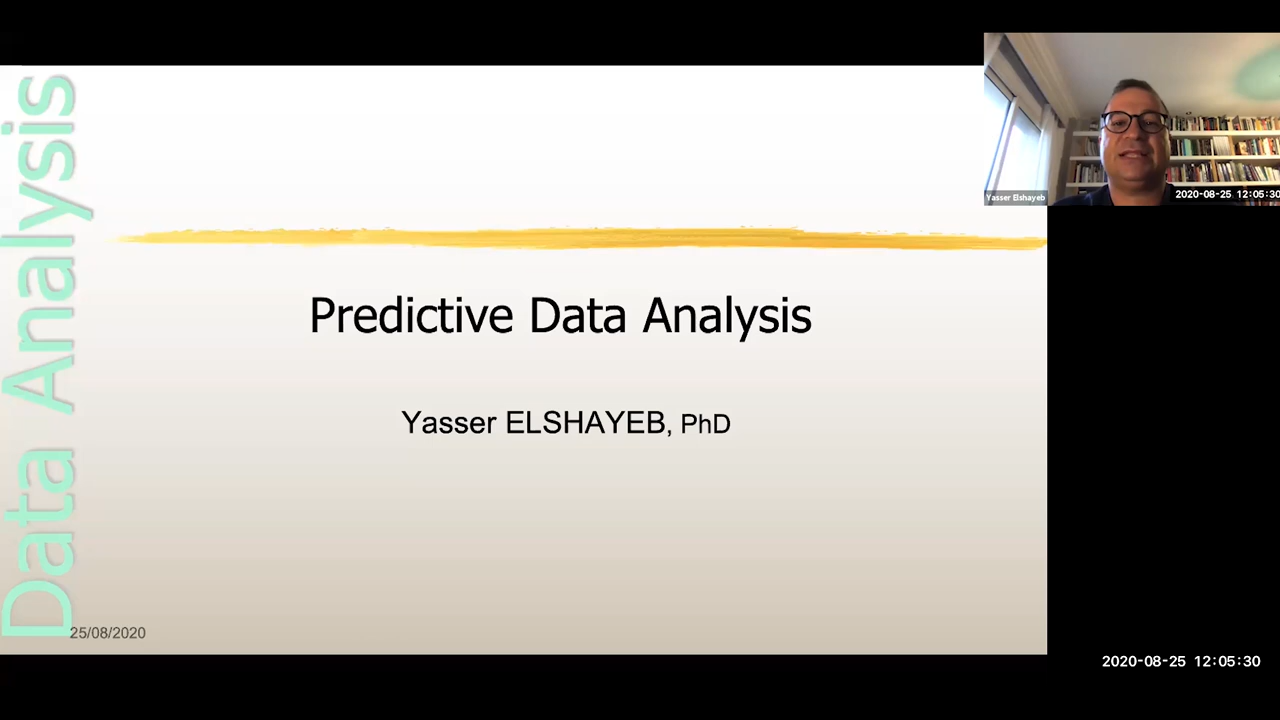 Data Analysis
Predictive Data Analysis
Yasser ELSHAYEB, PhD
25/08/2020
Yasser Elshayeb
2020-08-25 12:05:30
2020-08-25 12:05:30